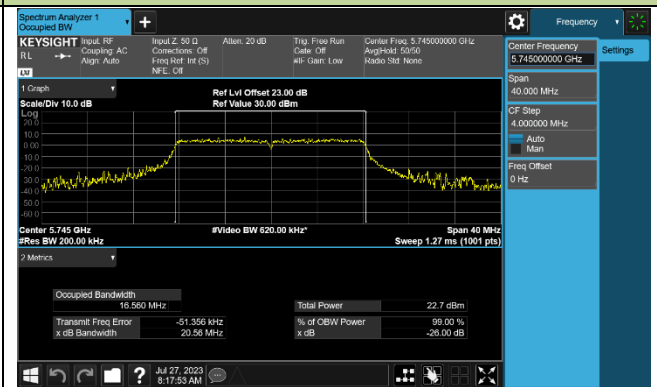 Spectrum Analyzer 1
Occupied BW
+
Frequency
KEYSIGHT Input: RF
RL Coupling: AC
Align: Auto
LXI
Input Z: 50 Ω
Corrections: Off
Freq Ref: Int (S)
NFE: Off
Atten: 20 dB
Trig: Free Run
Gate: Off
#IF Gain: Low
Center Freq: 5.745000000 GHz
Avg|Hold: 50/50
Radio Std: None
Center Frequency
5.745000000 GHz
Settings
Span
40.000 MHz
CF Step
4.000000 MHz
Auto
Man
Freq Offset
0 Hz
1 Graph
Scale/Div 10.0 dB
Ref Lvl Offset 23.00 dB
Ref Value 30.00 dBm
Log
20.0
10.0
0.00
-10.0
-20.0
-30.0
-40.0
-50.0
-60.0
Center 5.745 GHz
#Res BW 200.00 kHz
#Video BW 620.00 kHz*
Span 40 MHz
Sweep 1.27 ms (1001 pts)
2 Metrics
Occupied Bandwidth
16.560 MHz
Total Power 22.7 dBm
Transmit Freq Error -51.356 kHz
% of OBW Power 99.00 %
x dB Bandwidth 20.56 MHz
x dB -26.00 dB
?
Jul 27, 2023
8:17:53 AM